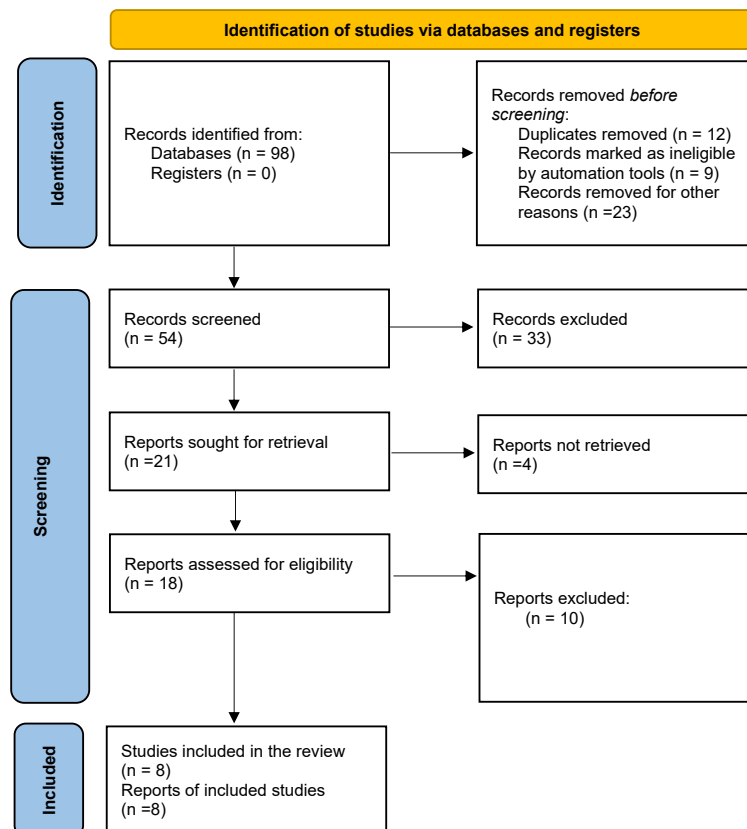 Identification of studies via databases and registers
Identification
Records identified from:
Databases (n = 98)
Registers (n = 0)
Records removed before
screening:
Duplicates removed (n = 12)
Records marked as ineligible
by automation tools (n = 9)
Records removed for other
reasons (n =23)
Screening
Records screened
(n = 54)
Records excluded
(n = 33)
Reports sought for retrieval
(n =21)
Reports not retrieved
(n =4)
Reports assessed for eligibility
(n = 18)
Reports excluded:
(n = 10)
Included
Studies included in the review
(n = 8)
Reports of included studies
(n =8)